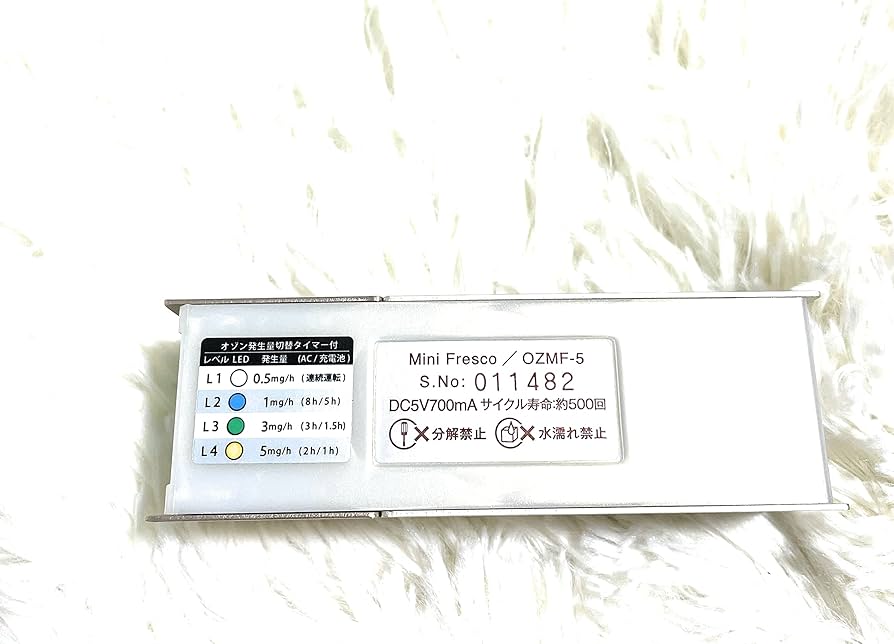 オゾン発生量切替タイマー付
レベル LED 発生量 (AC/充電池)
L1 0.5mg/h (連続運転)
L2 1mg/h (8h/5h)
L3 3mg/h (3h/1.5h)
L4 5mg/h (2h/1h)
Mini Fresco/OZMF-5
S.No: 011482
DC5V700mA サイクル寿命:約500回
分解禁止 水濡れ禁止